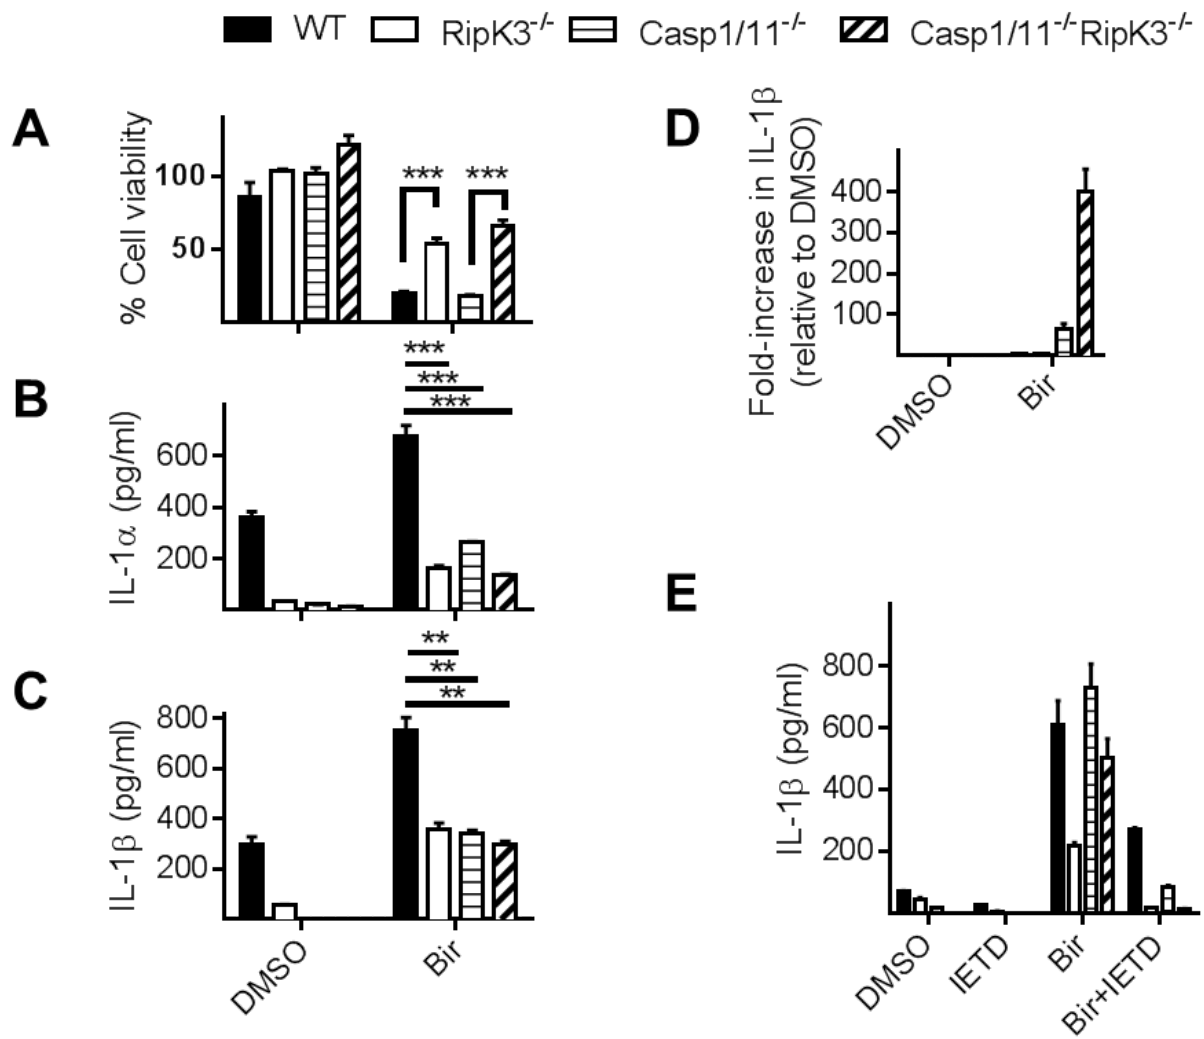 WT RipK3-/- Casp1/11-/- Casp1/11-/-RipK3-/-
A
% Cell viability
100
50
*** ***
B
IL-1α (pg/ml)
600
400
200
***
***
***
C
IL-1β (pg/ml)
800
600
400
200
**
**
**
DMSO Bir
D
Fold-increase in IL-1β
(relative to DMSO)
400
300
200
100
DMSO Bir
E
IL-1β (pg/ml)
800
600
400
200
DMSO IETD Bir Bir+IETD